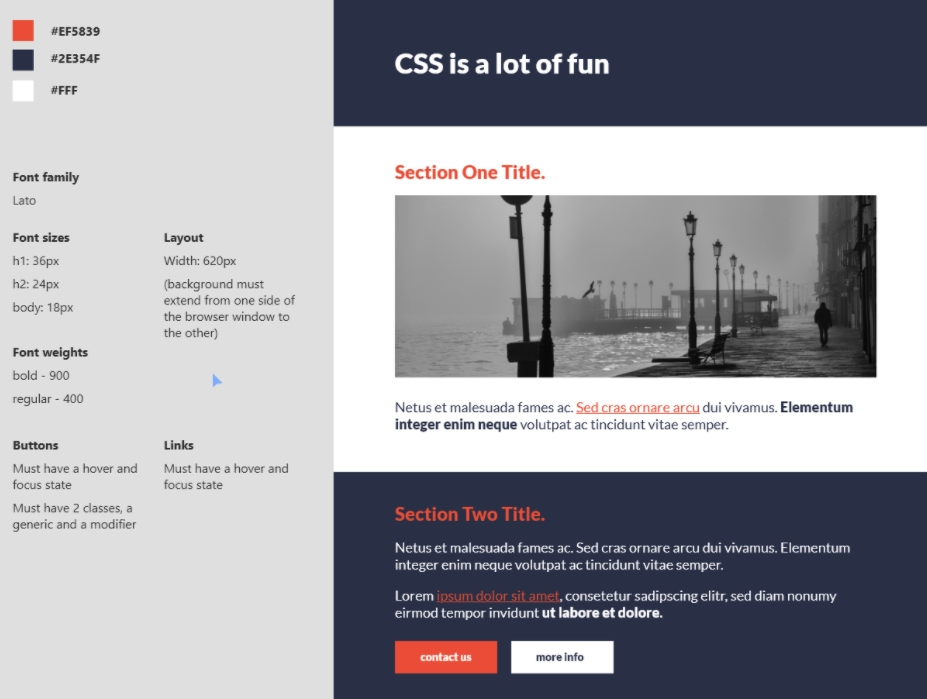 #EF5839
#2E354F
#FFF
Font family
Lato
Font sizes
h1: 36px
h2: 24px
body: 18px
Layout
Width: 620px
(background must
extend from one side of
the browser window to
the other)
Font weights
bold - 900
regular - 400
Buttons
Must have a hover and
focus state
Must have 2 classes, a
generic and a modifier
Links
Must have a hover and
focus state
CSS is a lot of fun
Section One Title.
Netus et malesuada fames ac. Sed cras ornare arcu dui vivamus. Elementum
integer enim neque volutpat ac tincidunt vitae semper.
Section Two Title.
Netus et malesuada fames ac. Sed cras ornare arcu dui vivamus. Elementum
integer enim neque volutpat ac tincidunt vitae semper.
Lorem ipsum dolor sit amet, consetetur sadipscing elitr, sed diam nonumy
eirmod tempor invidunt ut labore et dolore.
contact us
more info